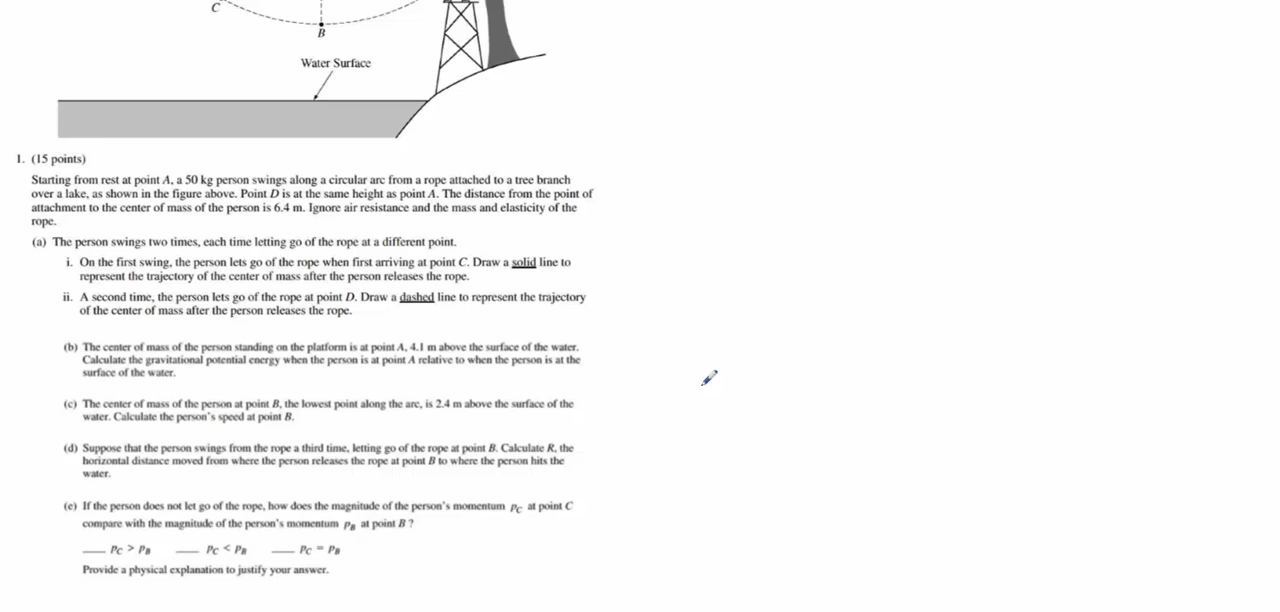 C
B
Water Surface
1. (15 points)
Starting from rest at point A, a 50 kg person swings along a circular arc from a rope attached to a tree branch
over a lake, as shown in the figure above. Point D is at the same height as point A. The distance from the point of
attachment to the center of mass of the person is 6.4 m. Ignore air resistance and the mass and elasticity of the
rope.
(a) The person swings two times, each time letting go of the rope at a different point.
i. On the first swing, the person lets go of the rope when first arriving at point C. Draw a solid line to
represent the trajectory of the center of mass after the person releases the rope.
ii. A second time, the person lets go of the rope at point D. Draw a dashed line to represent the trajectory
of the center of mass after the person releases the rope.
(b) The center of mass of the person standing on the platform is at point A, 4.1 m above the surface of the water.
Calculate the gravitational potential energy when the person is at point A relative to when the person is at the
surface of the water.
(c) The center of mass of the person at point B, the lowest point along the arc, is 2.4 m above the surface of the
water. Calculate the person's speed at point B.
(d) Suppose that the person swings from the rope a third time, letting go of the rope at point B. Calculate R, the
horizontal distance moved from where the person releases the rope at point B to where the person hits the
water.
(e) If the person does not let go of the rope, how does the magnitude of the person's momentum pC at point C
compare with the magnitude of the person's momentum pB at point B ?
____ pC > pB ____ pC < pB ____ pC = pB
Provide a physical explanation to justify your answer.